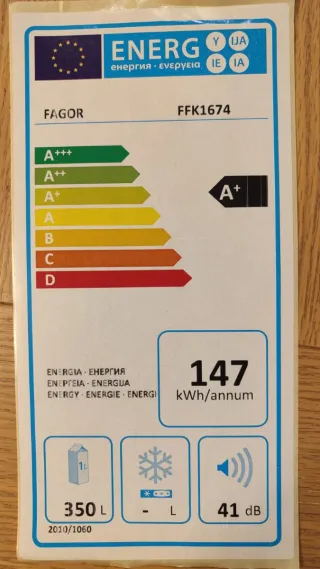 ENERG Y IJA
енергия · ενεργεια IE IA
FAGOR FFK1674
A+++
A++
A+
A
B
C
D
A+
ENERGIA · ЕНЕРГИЯ
ΕΝΕΡΓΕΙΑ · ENERGIJA
ENERGY · ENERGIE · ENERGI
147
kWh/annum
1L
350 L
- L
41 dB
2010/1060